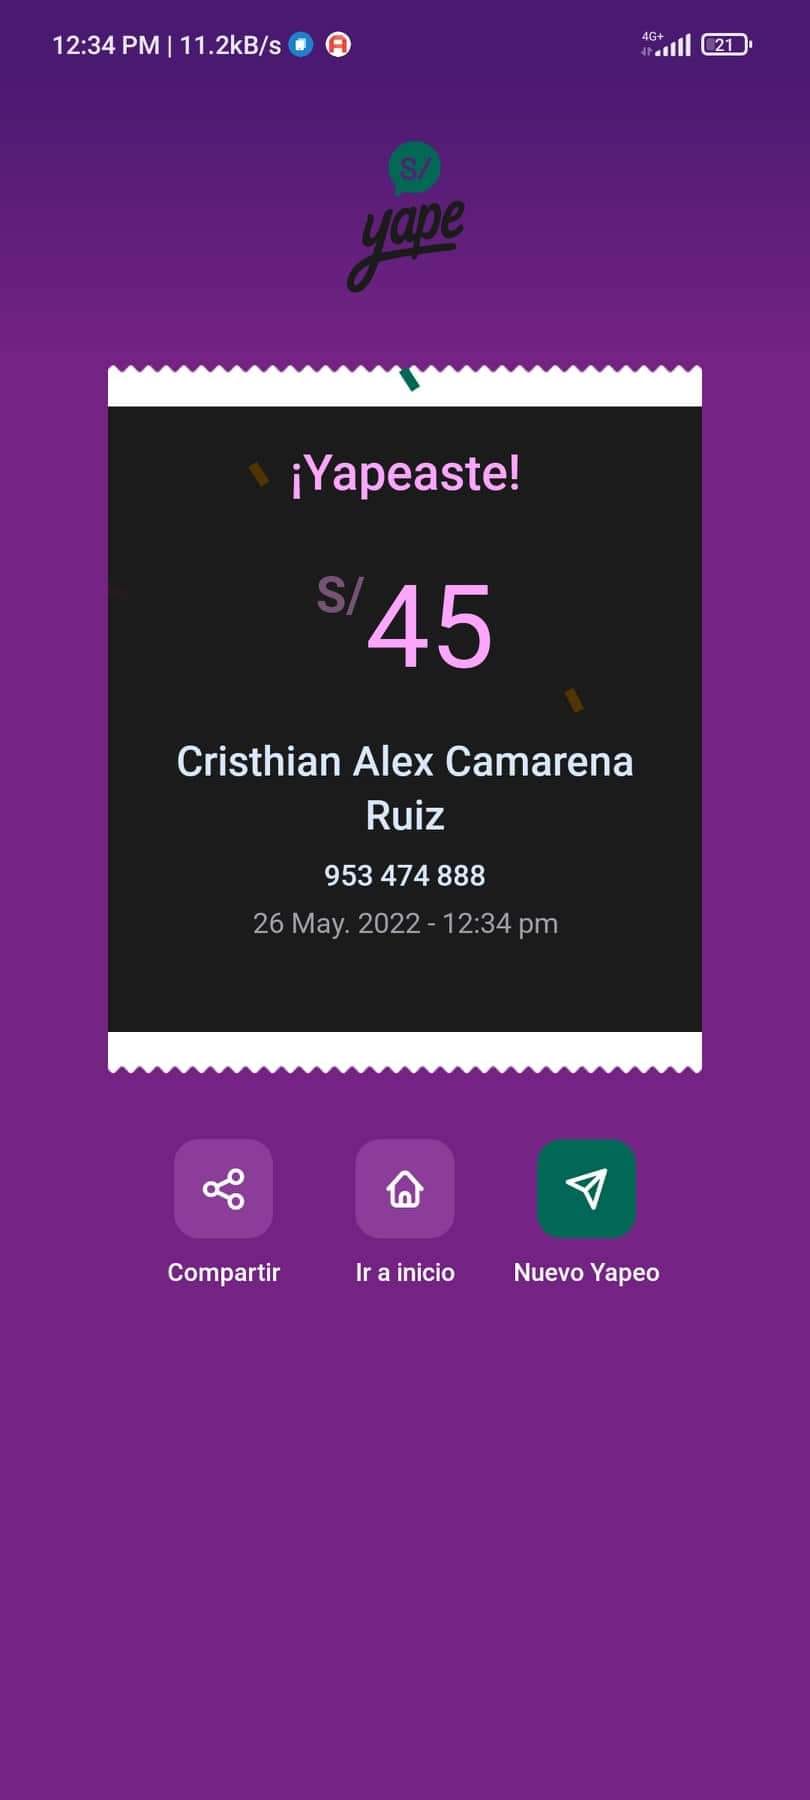 12:34 PM | 11.2kB/s
4G+
21
S/
yape
¡Yapeaste!
S/45
Cristhian Alex Camarena
Ruiz
953 474 888
26 May. 2022 - 12:34 pm
Compartir
Ir a inicio
Nuevo Yapeo